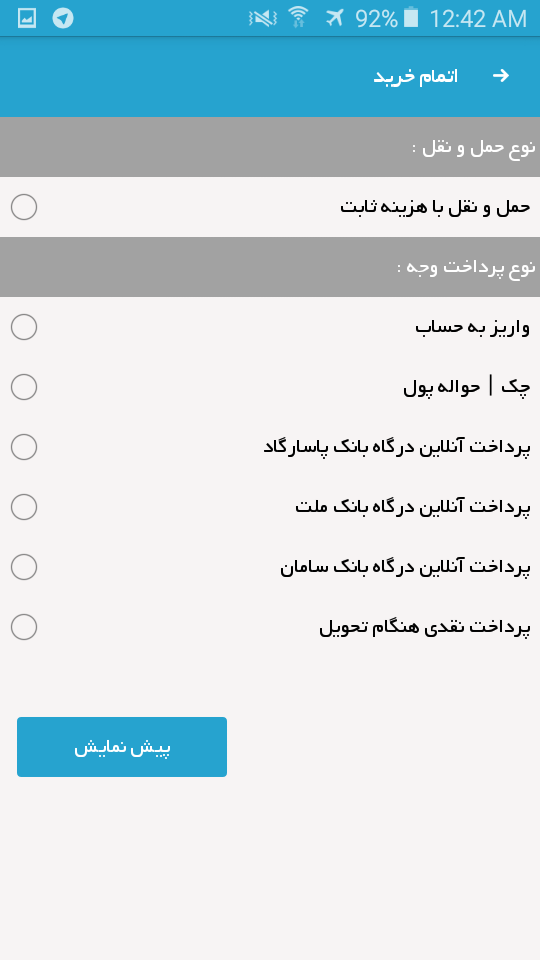 92% 12:42 AM
اتمام خرید
نوع حمل و نقل :
حمل و نقل با هزینه ثابت
نوع پرداخت وجه :
واریز به حساب
چک | حواله پول
پرداخت آنلاین درگاه بانک پاسارگاد
پرداخت آنلاین درگاه بانک ملت
پرداخت آنلاین درگاه بانک سامان
پرداخت نقدی هنگام تحویل
پیش نمایش